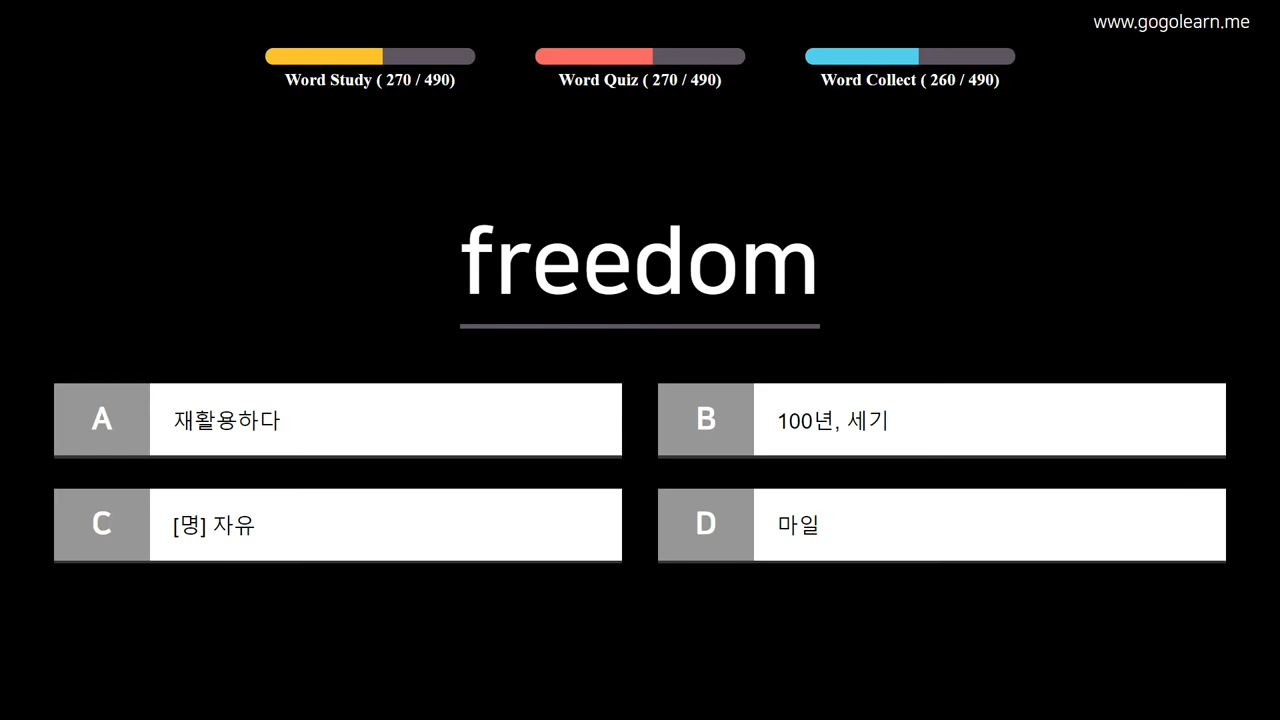 www.gogolearn.me
Word Study ( 270 / 490)
Word Quiz ( 270 / 490)
Word Collect ( 260 / 490)
freedom
A 재활용하다
B 100년, 세기
C [명] 자유
D 마일